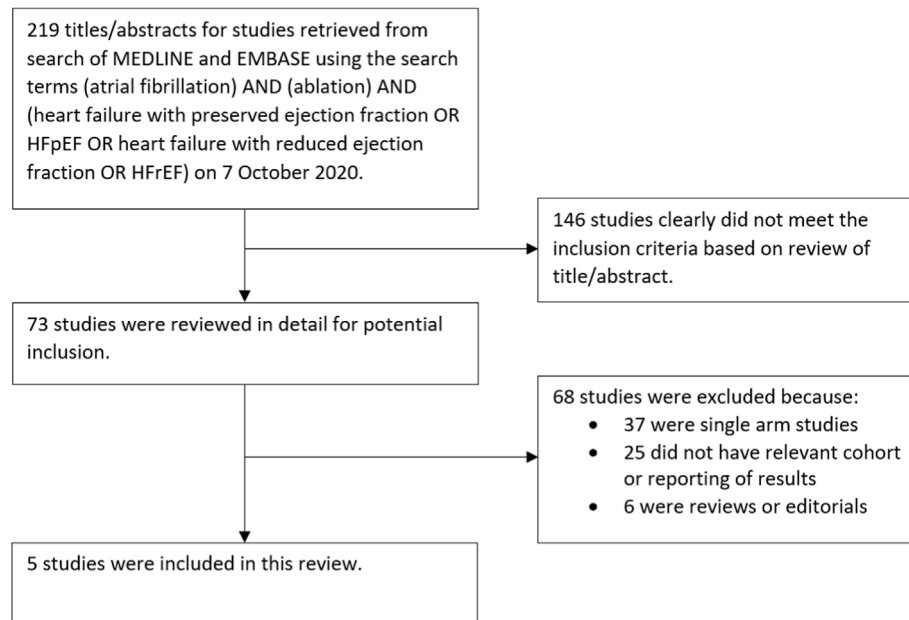 219 titles/abstracts for studies retrieved from
search of MEDLINE and EMBASE using the search
terms (atrial fibrillation) AND (ablation) AND
(heart failure with preserved ejection fraction OR
HFpEF OR heart failure with reduced ejection
fraction OR HFrEF) on 7 October 2020.
146 studies clearly did not meet the
inclusion criteria based on review of
title/abstract.
73 studies were reviewed in detail for potential
inclusion.
68 studies were excluded because:
• 37 were single arm studies
• 25 did not have relevant cohort
or reporting of results
• 6 were reviews or editorials
5 studies were included in this review.